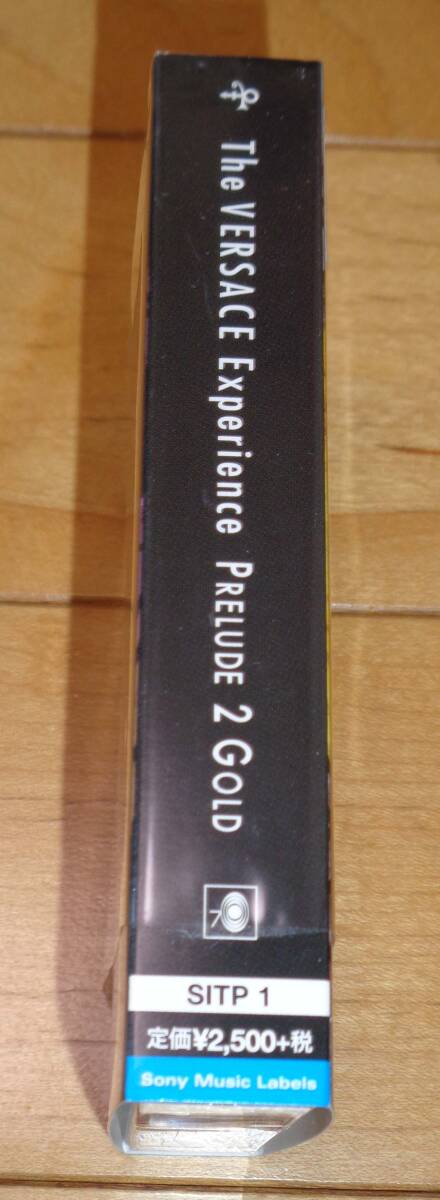 The VERSACE Experience PRELUDE 2 GOLD
SITP 1
定価¥2,500+税
Sony Music Labels